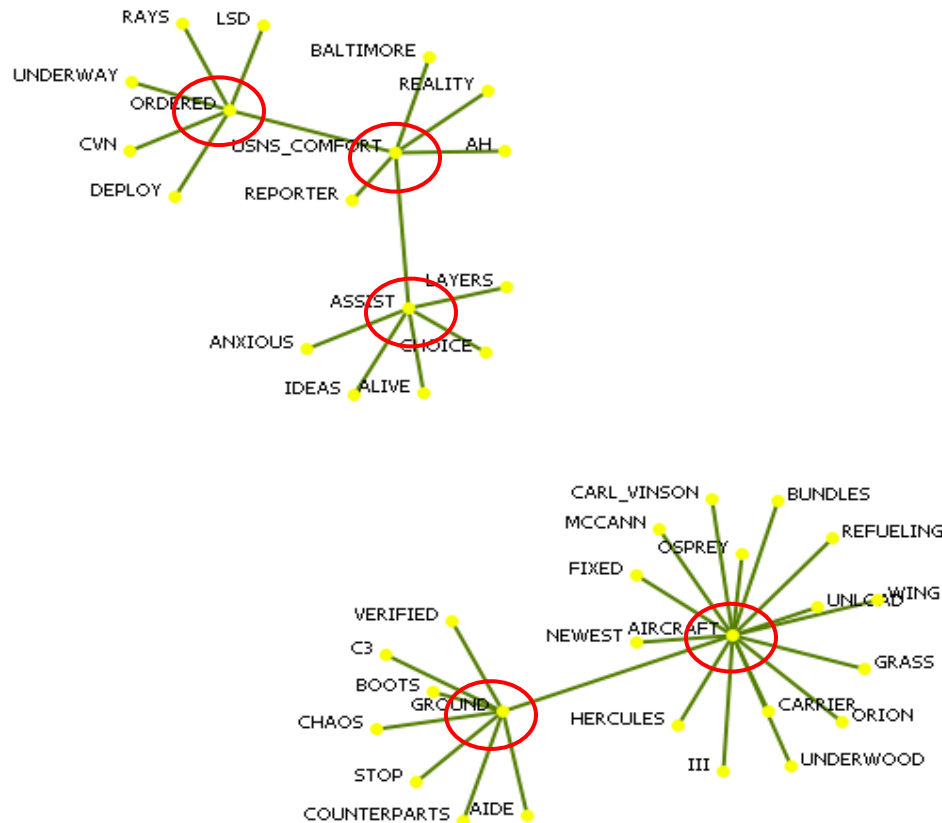 RAYS
LSD
BALTIMORE
UNDERWAY
REALITY
ORDERED
CVN
USNS_COMFORT
AH
DEPLOY
REPORTER
LAYERS
ASSIST
ANXIOUS
CHOICE
IDEAS
ALIVE
CARL_VINSON
BUNDLES
MCCANN
REFUELING
OSPREY
FIXED
WING
UNLOAD
VERIFIED
NEWEST
AIRCRAFT
C3
GRASS
BOOTS
GROUND
CARRIER
ORION
CHAOS
HERCULES
UNDERWOOD
III
STOP
COUNTERPARTS
AIDE